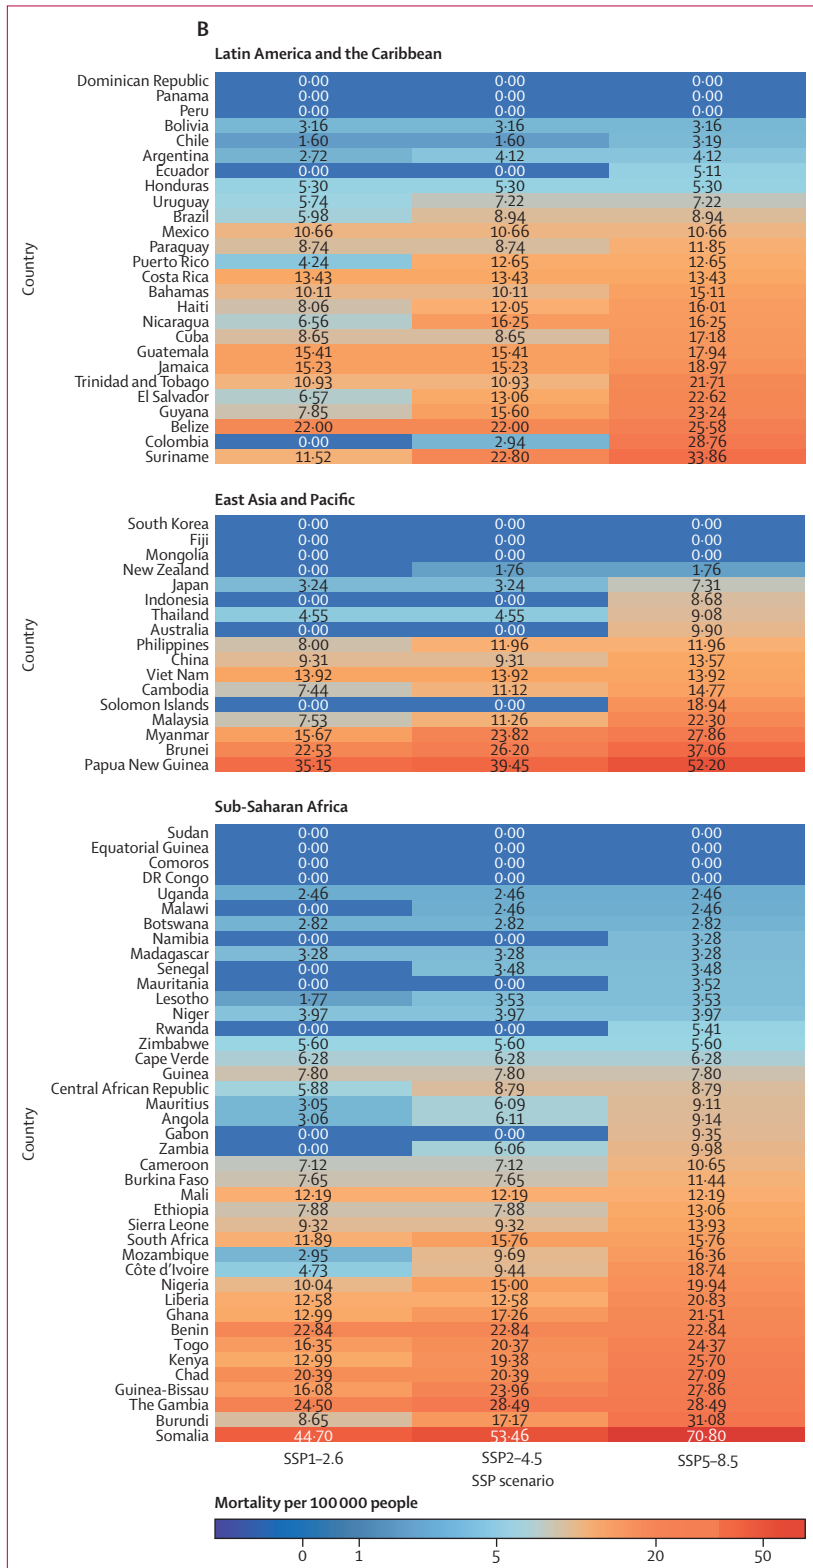 B
Latin America and the Caribbean
Dominican Republic 0·00 0·00 0·00
Panama 0·00 0·00 0·00
Peru 0·00 0·00 0·00
Bolivia 3·16 3·16 3·16
Chile 1·60 1·60 3·19
Argentina 2·72 4·12 4·12
Ecuador 0·00 0·00 5·11
Honduras 5·30 5·30 5·30
Uruguay 5·74 7·22 7·22
Brazil 5·98 8·94 8·94
Mexico 10·66 10·66 10·66
Paraguay 8·74 8·74 11·85
Puerto Rico 4·24 12·65 12·65
Costa Rica 13·43 13·43 13·43
Bahamas 10·11 10·11 15·11
Haiti 8·06 12·05 16·01
Nicaragua 6·56 16·25 16·25
Cuba 8·65 8·65 17·18
Guatemala 15·41 15·41 17·94
Jamaica 15·23 15·23 18·97
Trinidad and Tobago 10·93 10·93 21·71
El Salvador 6·57 13·06 22·62
Guyana 7·85 15·60 23·24
Belize 22·00 22·00 25·58
Colombia 0·00 2·94 28·76
Suriname 11·52 22·80 33·86
Country
East Asia and Pacific
South Korea 0·00 0·00 0·00
Fiji 0·00 0·00 0·00
Mongolia 0·00 0·00 0·00
New Zealand 0·00 1·76 1·76
Japan 3·24 3·24 7·31
Indonesia 0·00 0·00 8·68
Thailand 4·55 4·55 9·08
Australia 0·00 0·00 9·90
Philippines 8·00 11·96 11·96
China 9·31 9·31 13·57
Viet Nam 13·92 13·92 13·92
Cambodia 7·44 11·12 14·77
Solomon Islands 0·00 0·00 18·94
Malaysia 7·53 11·26 22·30
Myanmar 15·67 23·82 27·86
Brunei 22·53 26·20 37·06
Papua New Guinea 35·15 39·45 52·20
Country
Sub-Saharan Africa
Sudan 0·00 0·00 0·00
Equatorial Guinea 0·00 0·00 0·00
Comoros 0·00 0·00 0·00
DR Congo 0·00 0·00 0·00
Uganda 2·46 2·46 2·46
Malawi 0·00 2·46 2·46
Botswana 2·82 2·82 2·82
Namibia 0·00 0·00 3·28
Madagascar 3·28 3·28 3·28
Senegal 0·00 3·48 3·48
Mauritania 0·00 0·00 3·52
Lesotho 1·77 3·53 3·53
Niger 3·97 3·97 3·97
Rwanda 0·00 0·00 5·41
Zimbabwe 5·60 5·60 5·60
Cape Verde 6·28 6·28 6·28
Guinea 7·80 7·80 7·80
Central African Republic 5·88 8·79 8·79
Mauritius 3·05 6·09 9·11
Angola 3·06 6·11 9·14
Gabon 0·00 0·00 9·35
Zambia 0·00 6·06 9·98
Cameroon 7·12 7·12 10·65
Burkina Faso 7·65 7·65 11·44
Mali 12·19 12·19 12·19
Ethiopia 7·88 7·88 13·06
Sierra Leone 9·32 9·32 13·93
South Africa 11·89 15·76 15·76
Mozambique 2·95 9·69 16·36
Côte d'Ivoire 4·73 9·44 18·74
Nigeria 10·04 15·00 19·94
Liberia 12·58 12·58 20·83
Ghana 12·99 17·26 21·51
Benin 22·84 22·84 22·84
Togo 16·35 20·37 24·37
Kenya 12·99 19·38 25·70
Chad 20·39 20·39 27·09
Guinea-Bissau 16·08 23·96 27·86
The Gambia 24·50 28·49 28·49
Burundi 8·65 17·17 31·08
Somalia 44·70 53·46 70·80
Country
SSP1–2.6 SSP2–4.5 SSP5–8.5
SSP scenario
Mortality per 100 000 people
0 1 5 20 50